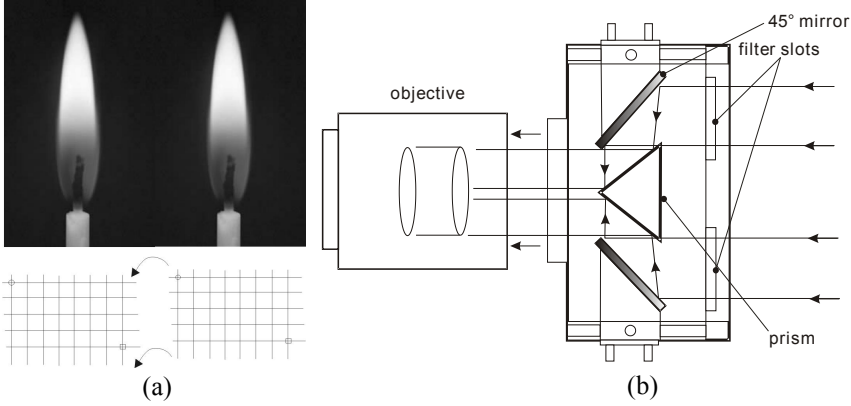 45° mirror
filter slots
objective
prism
(a)
(b)